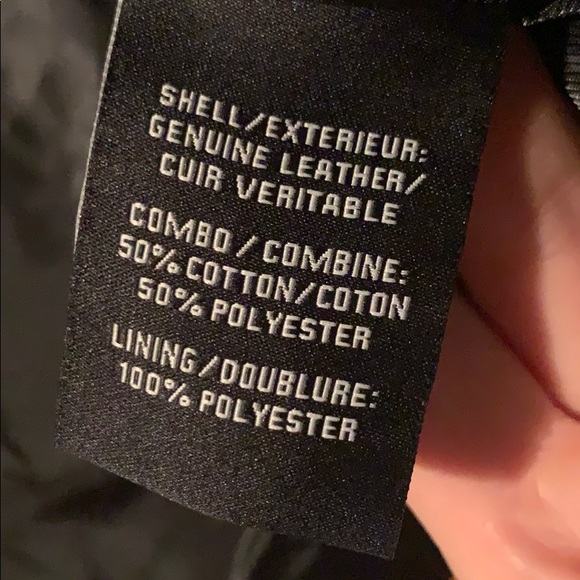 SHELL/EXTERIEUR:
GENUINE LEATHER/
CUIR VERITABLE
COMBO/COMBINE:
50% COTTON/COTON
50% POLYESTER
LINING/DOUBLURE:
100% POLYESTER